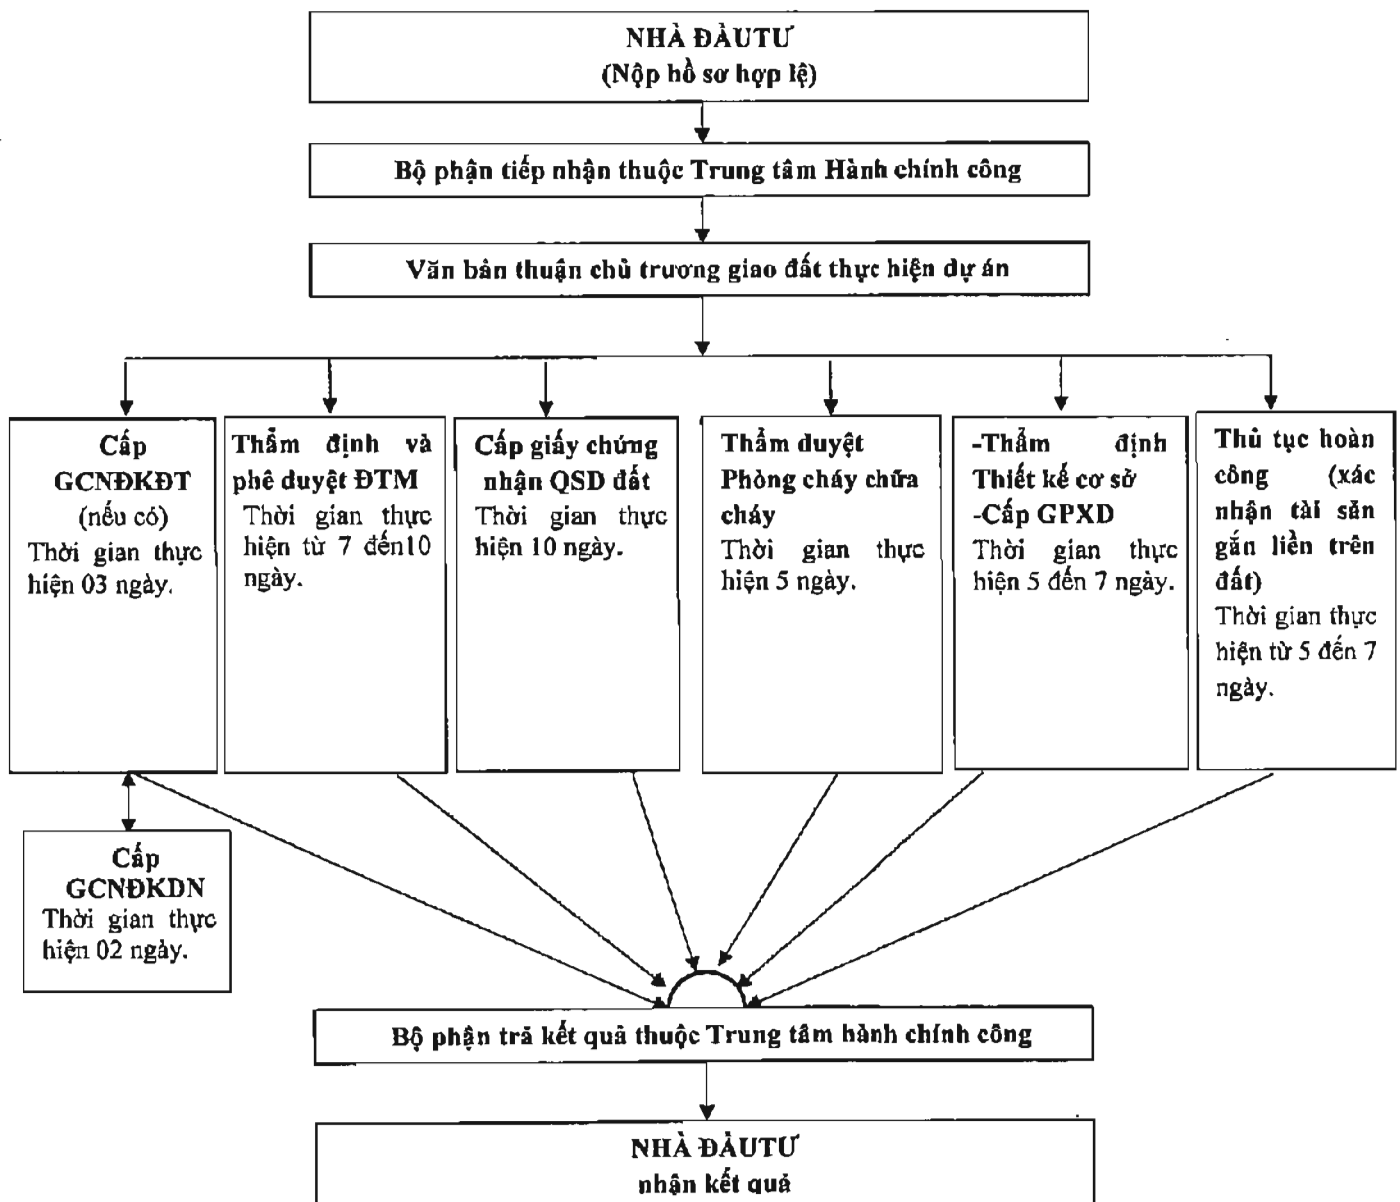 NHÀ ĐẦUTƯ
(Nộp hồ sơ hợp lệ)
Bộ phận tiếp nhận thuộc Trung tâm Hành chính công
Văn bản thuận chủ trương giao đất thực hiện dự án
Cấp
GCNĐKĐT
(nếu có)
Thời gian thực
hiện 03 ngày.
Thẩm định và
phê duyệt ĐTM
Thời gian thực
hiện từ 7 đến10
ngày.
Cấp giấy chứng
nhận QSD đất
Thời gian thực
hiện 10 ngày.
Thẩm duyệt
Phòng cháy chữa
cháy
Thời gian thực
hiện 5 ngày.
-Thẩm định
Thiết kế cơ sở
-Cấp GPXD
Thời gian thực
hiện 5 đến 7 ngày.
Thủ tục hoàn
công (xác
nhận tài sản
gắn liền trên
đất)
Thời gian thực
hiện từ 5 đến 7
ngày.
Cấp
GCNĐKDN
Thời gian thực
hiện 02 ngày.
Bộ phận trả kết quả thuộc Trung tâm hành chính công
NHÀ ĐẦUTƯ
nhận kết quả